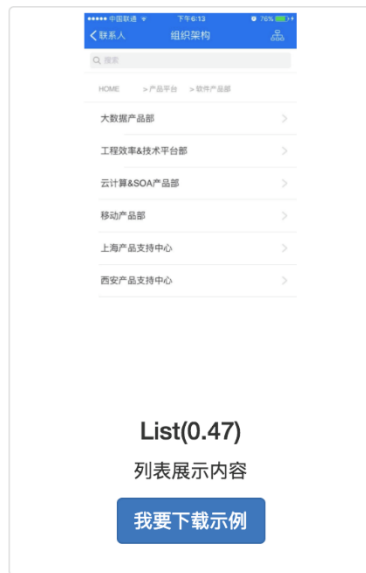 中国联通 下午6:13 76%
联系人 组织架构
搜索
HOME >产品平台 >软件产品部
大数据产品部
工程效率&技术平台部
云计算&SOA产品部
移动产品部
上海产品支持中心
西安产品支持中心
List(0.47)
列表展示内容
我要下载示例